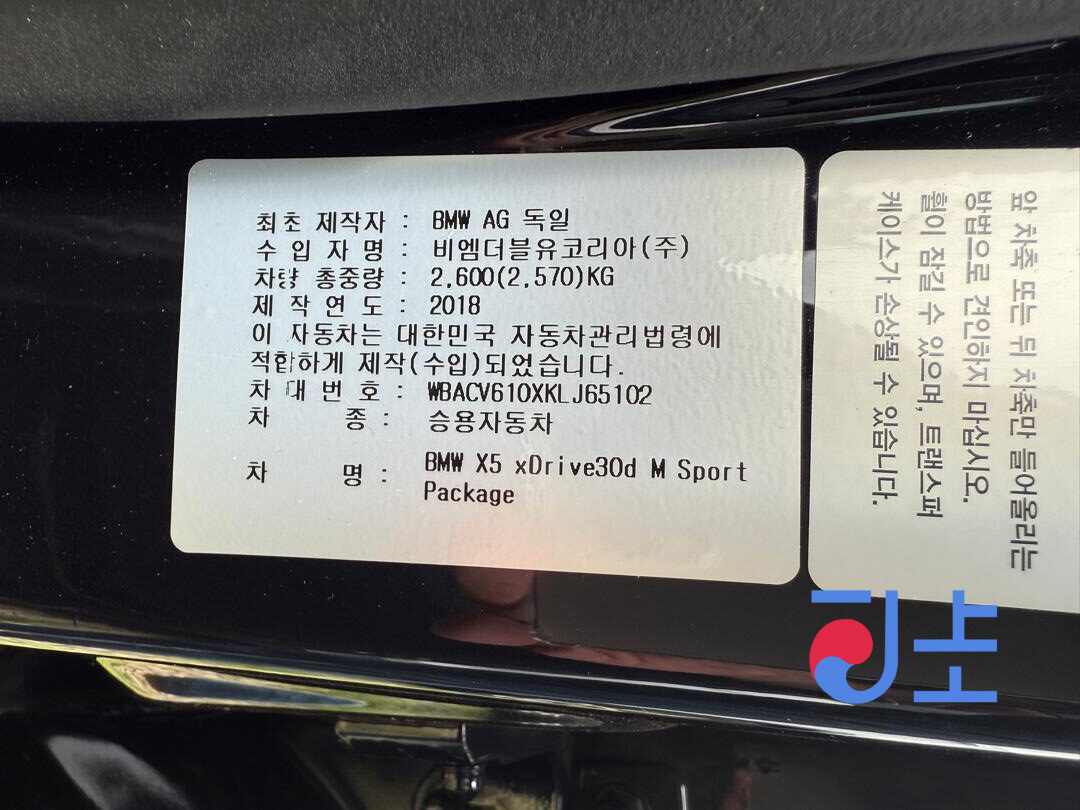 최초 제작자 : BMW AG 독일
수 입 자 명 : 비엠더블유코리아(주)
차량 총중량 : 2,600(2,570)KG
제 작 연 도 : 2018
이 자동차는 대한민국 자동차관리법령에
적합하게 제작(수입)되었습니다.
차 대 번 호 : WBACV610XKLJ65102
차 종 : 승용자동차
차 명 : BMW X5 xDrive30d M Sport
Package
앞 차축 또는 뒤 차축만 들어올리는
방법으로 견인하지 마십시오.
휠이 잠길 수 있으며, 트랜스퍼
케이스가 손상될 수 있습니다.